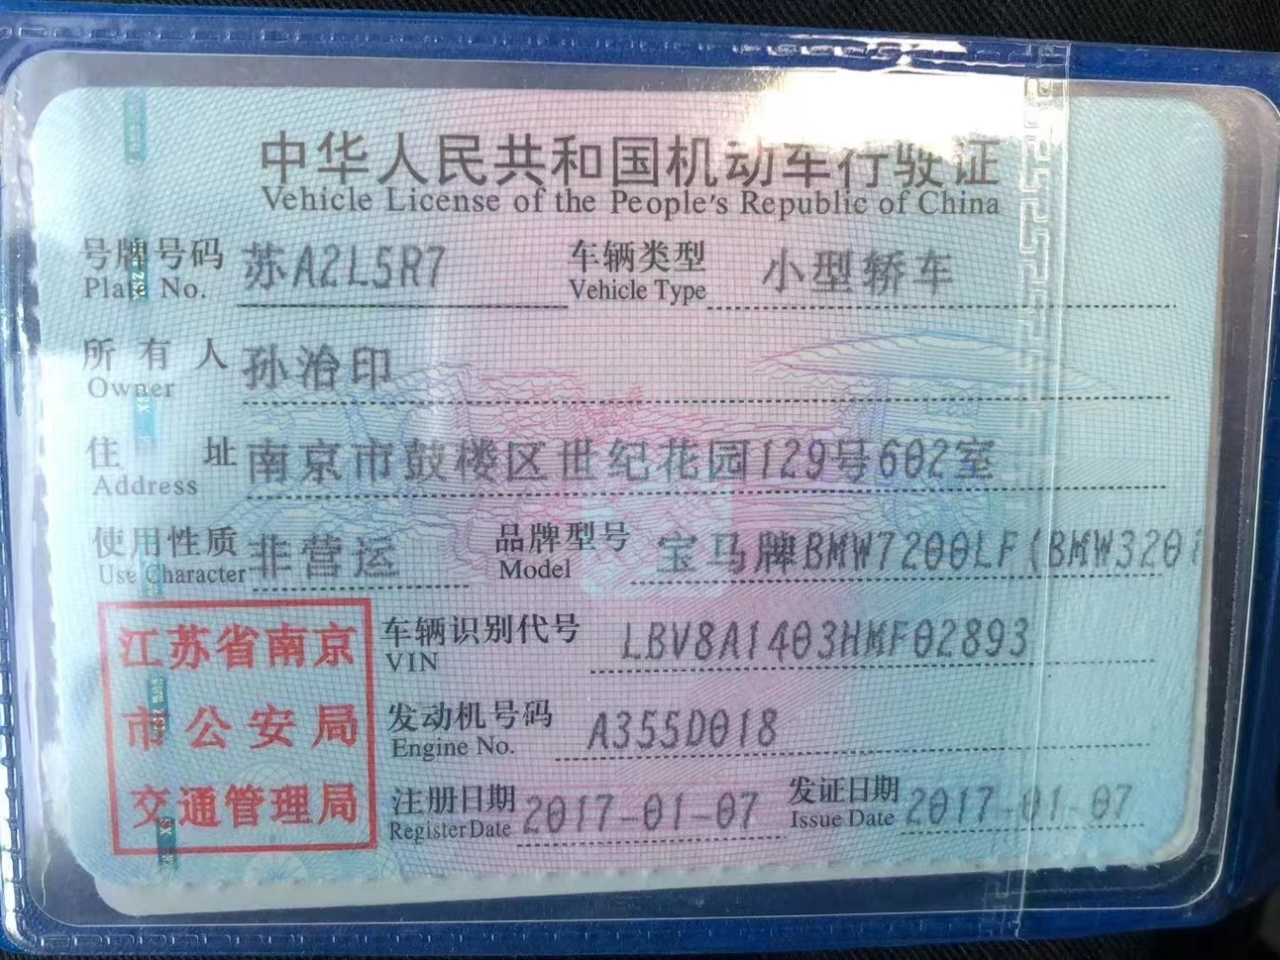 中华人民共和国机动车行驶证
Vehicle License of the People's Republic of China
号牌号码 苏A2L5R7 车辆类型 小型轿车
Plate No. Vehicle Type
所有人 孙治印
Owner
住址 南京市鼓楼区世纪花园129号602室
Address
使用性质 非营运 品牌型号 宝马牌BMW7200LF(BMW320
Use Character Model
江苏省南京
市公安局
交通管理局
车辆识别代号 LBV8A1403HMF02893
VIN
发动机号码 A355D018
Engine No.
注册日期 2017-01-07 发证日期 2017-01-07
Register Date Issue Date